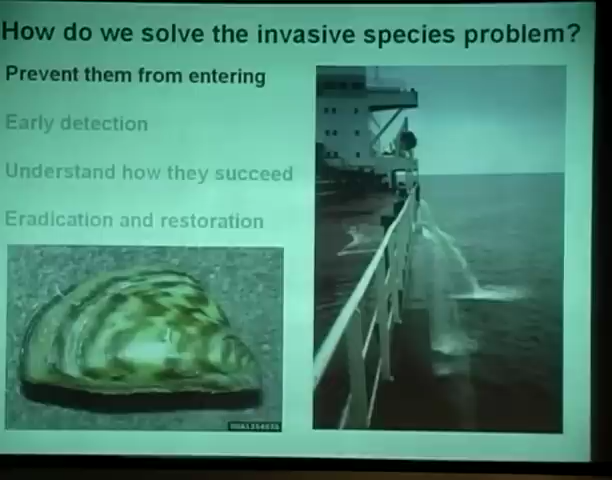 How do we solve the invasive species problem?
Prevent them from entering
Early detection
Understand how they succeed
Eradication and restoration